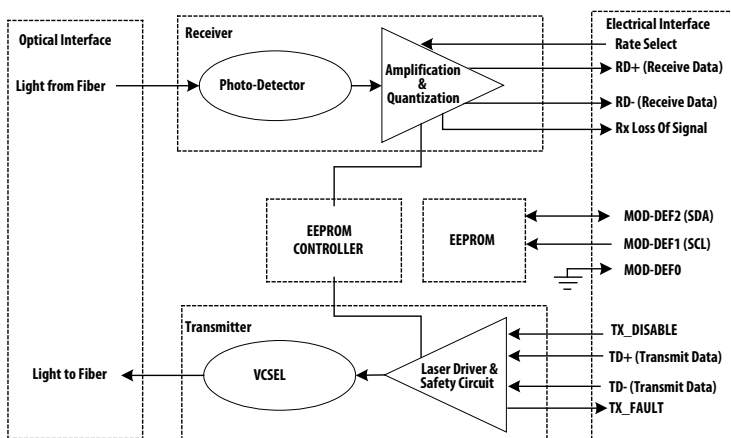 Optical Interface
Receiver
Electrical Interface
Rate Select
Light from Fiber
Photo-Detector
Amplification
&
Quantization
RD+ (Receive Data)
RD- (Receive Data)
Rx Loss Of Signal
EEPROM
CONTROLLER
EEPROM
MOD-DEF2 (SDA)
MOD-DEF1 (SCL)
MOD-DEF0
Transmitter
Light to Fiber
VCSEL
Laser Driver &
Safety Circuit
TX_DISABLE
TD+ (Transmit Data)
TD- (Transmit Data)
TX_FAULT